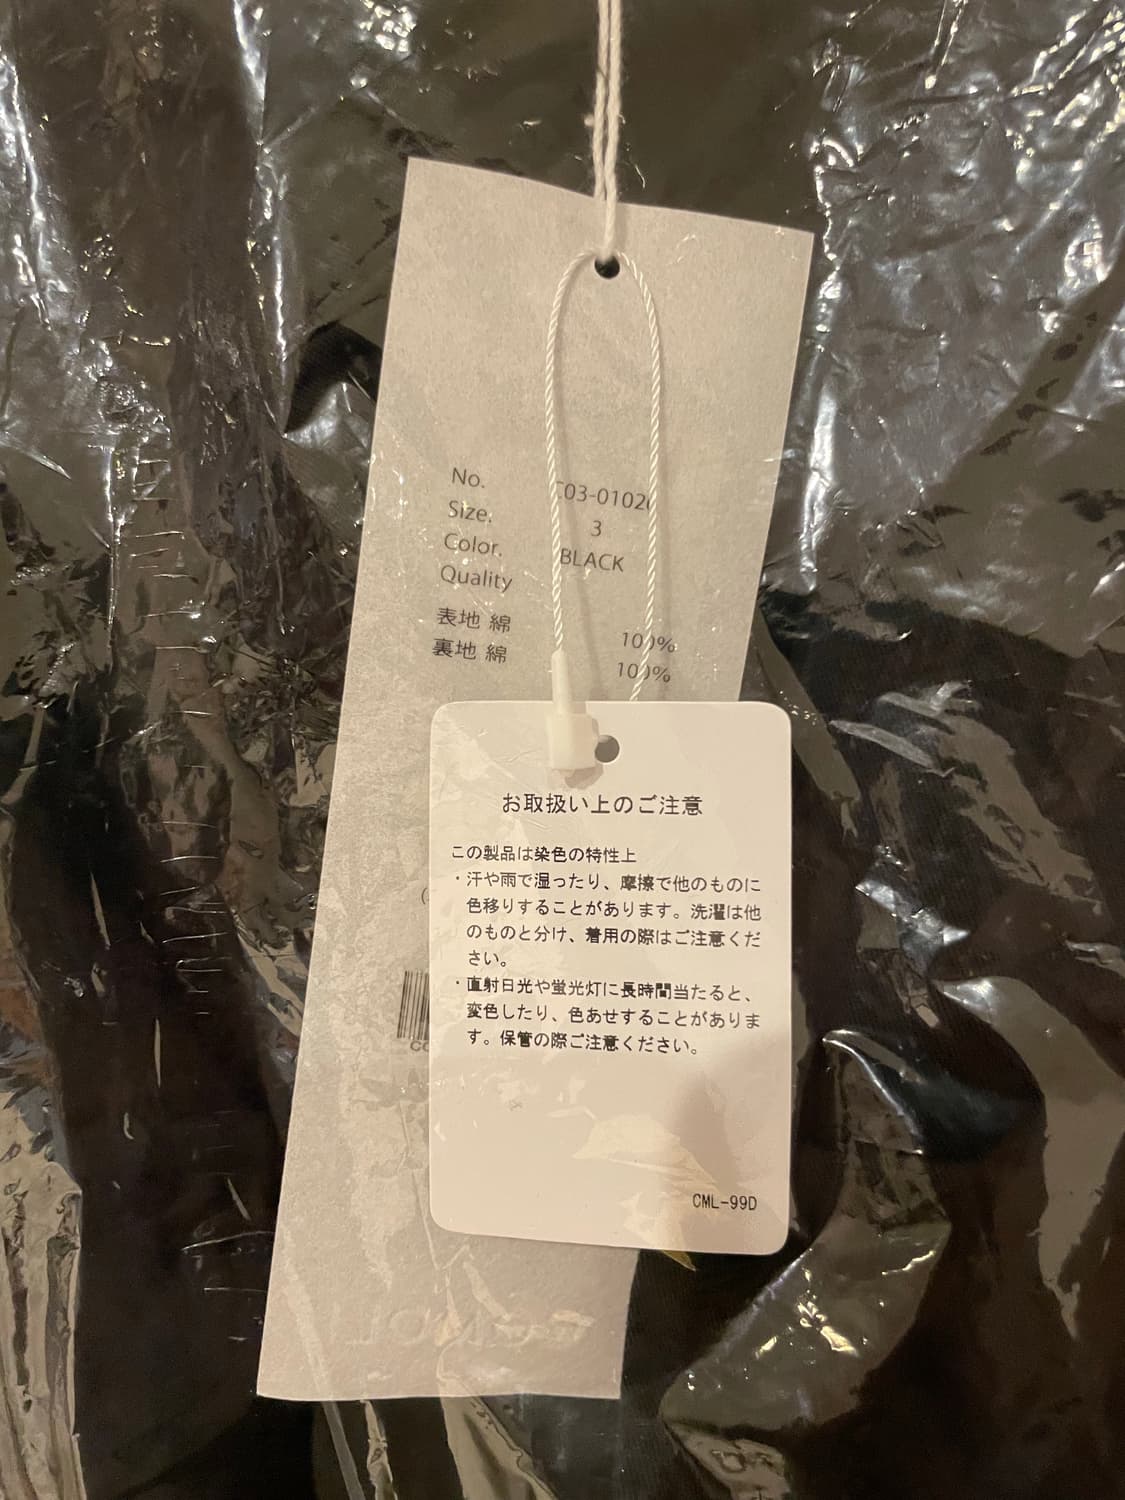 No. C03-0102
Size. 3
Color. BLACK
Quality
表地 綿 100%
裏地 綿 100%
お取扱い上のご注意
この製品は染色の特性上
・汗や雨で湿ったり、摩擦で他のものに
色移りすることがあります。洗濯は他
のものと分け、着用の際はご注意くだ
さい。
・直射日光や蛍光灯に長時間当たると、
変色したり、色あせすることがありま
す。保管の際ご注意ください。
CML-99D